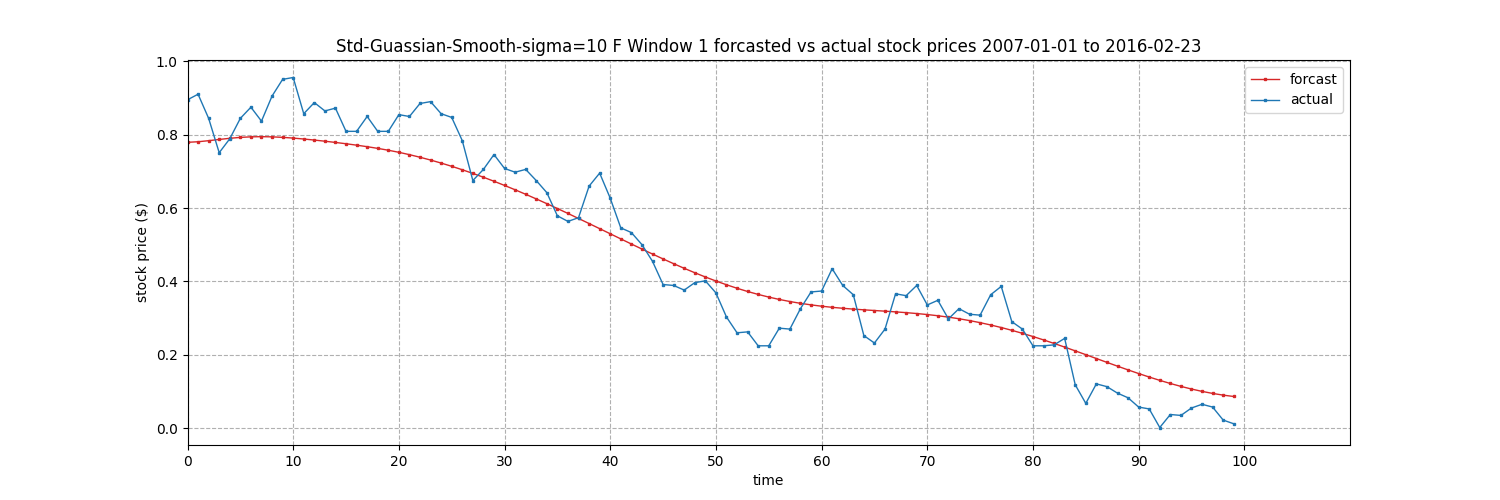 Std-Guassian-Smooth-sigma=10 F Window 1 forcasted vs actual stock prices 2007-01-01 to 2016-02-23
forcast
actual
stock price ($)
1.0
0.8
0.6
0.4
0.2
0.0
0 10 20 30 40 50 60 70 80 90 100
time